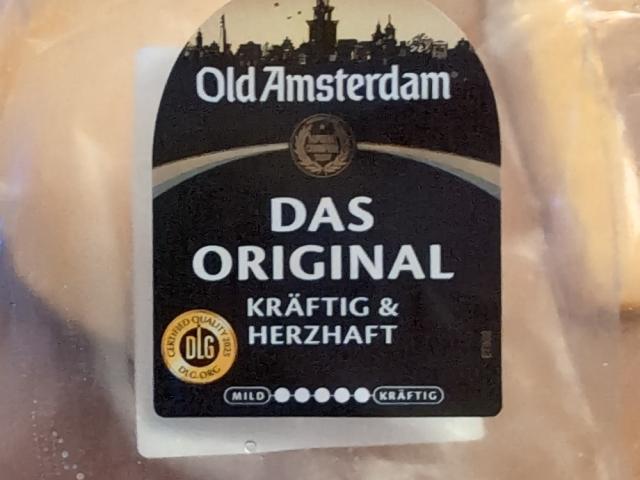 Old Amsterdam
DAS
ORIGINAL
KRÄFTIG &
HERZHAFT
CERTIFIED QUALITY 2023
DLG
DLG.ORG
MILD
KRÄFTIG